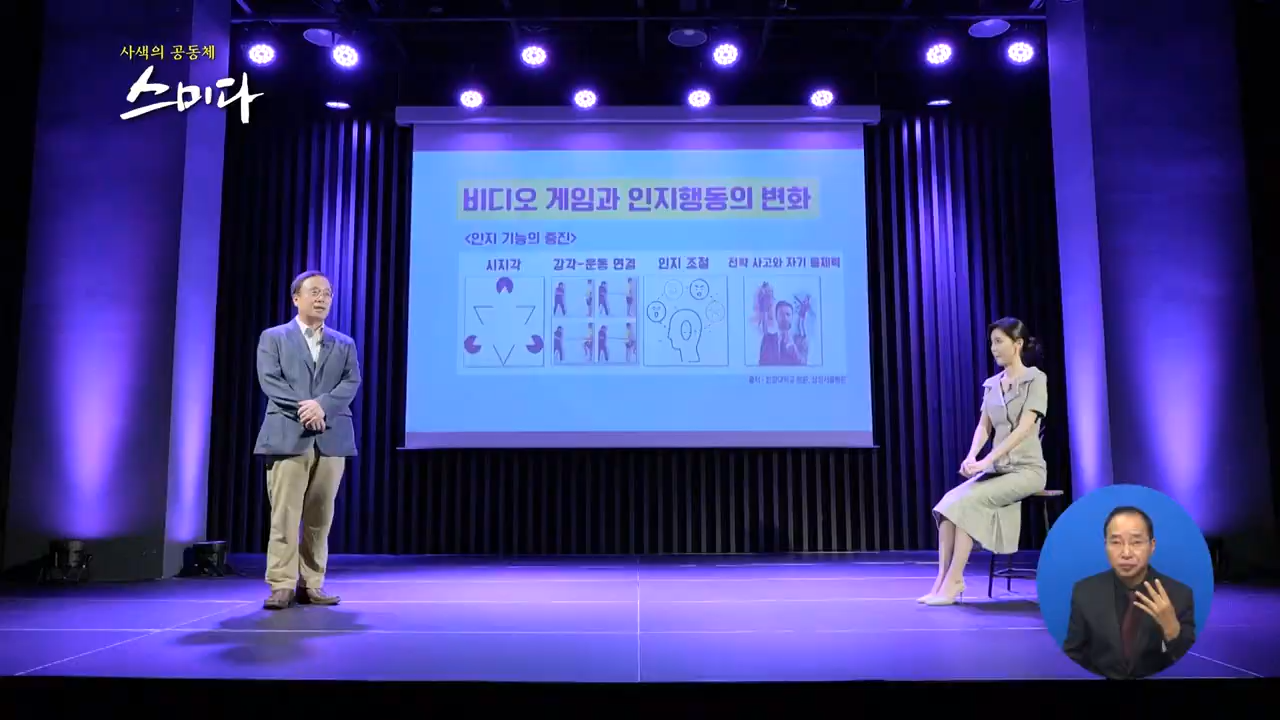 사색의 공동체
스미다
비디오 게임과 인지행동의 변화
<인지 기능의 증진>
시지각 감각-운동 연결 인지 조절 전략 사고와 자기 통제력